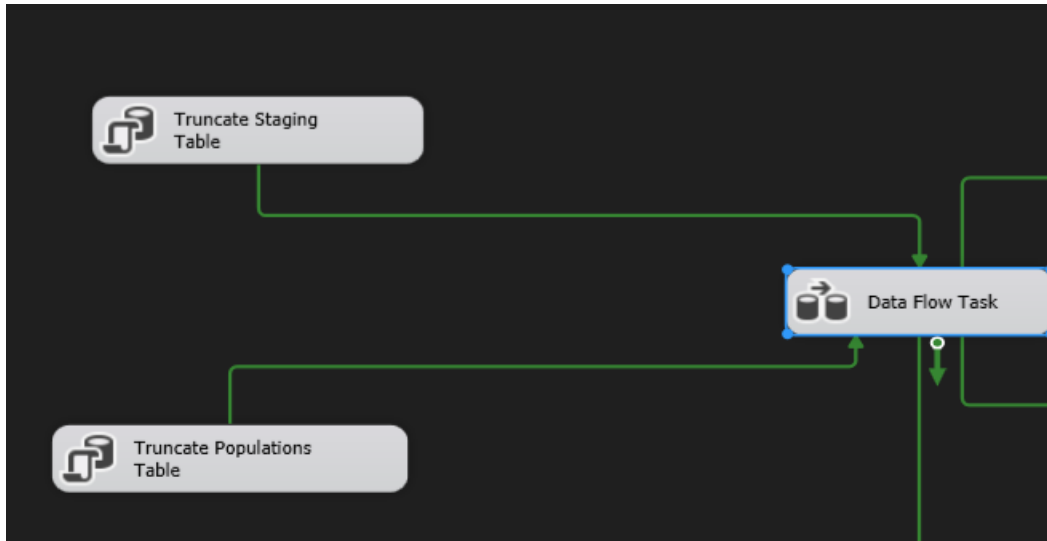 Truncate Staging
Table
Data Flow Task
Truncate Populations
Table